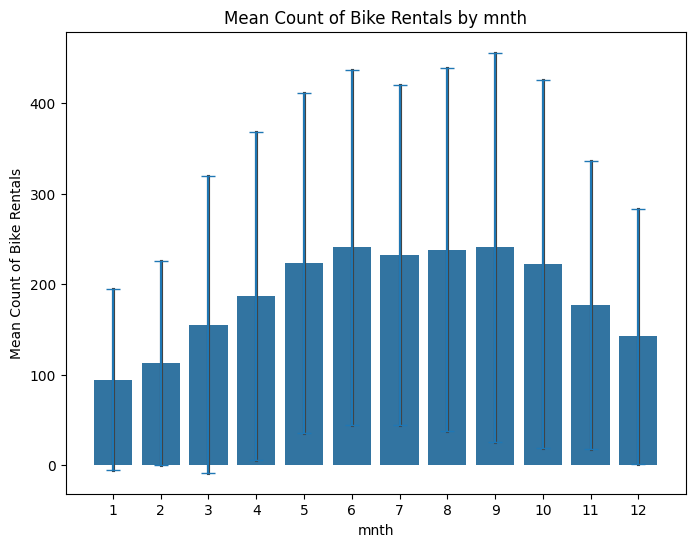 Mean Count of Bike Rentals by mnth
Mean Count of Bike Rentals
400
300
200
100
0
1 2 3 4 5 6 7 8 9 10 11 12
mnth